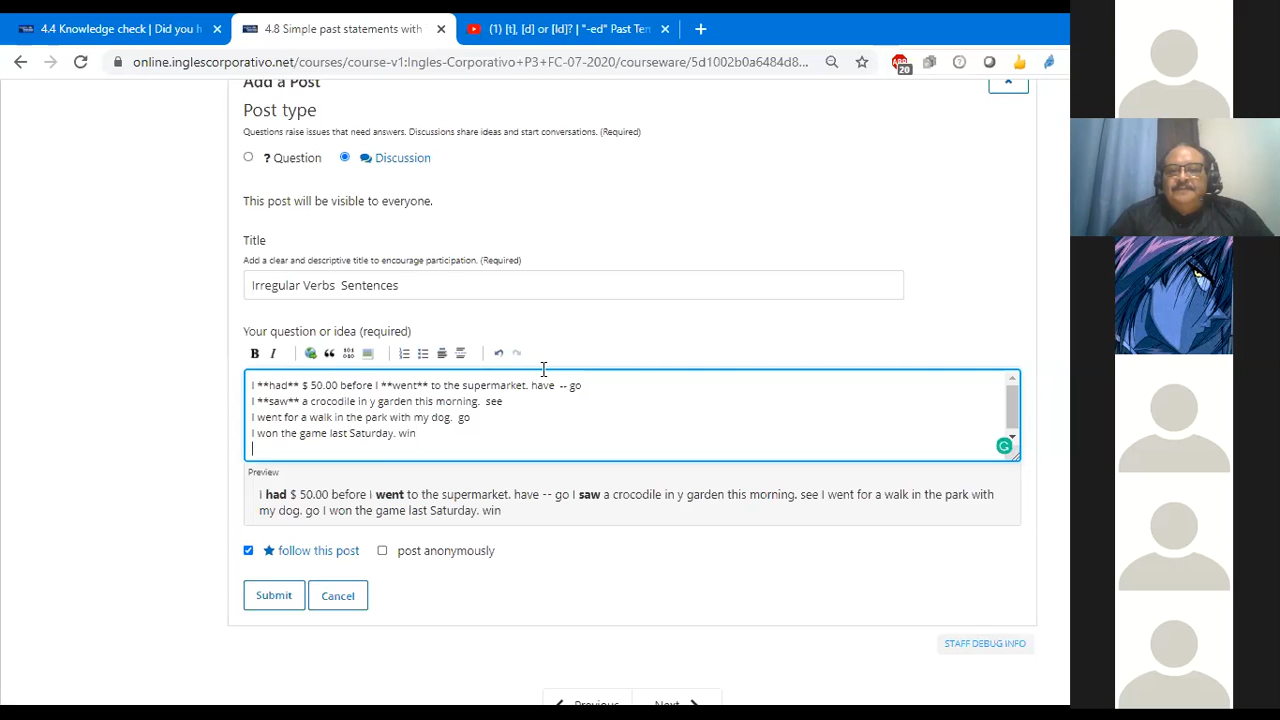 4.4 Knowledge check | Did you h
4.8 Simple past statements with
(1) [t], [d] or [Id]? | "-ed" Past Ten
online.inglescorporativo.net/courses/course-v1:Ingles-Corporativo+P3+FC-07-2020/courseware/5d1002b0a6484d8...
20
Add a Post
Post type
Questions raise issues that need answers. Discussions share ideas and start conversations. (Required)
? Question
Discussion
This post will be visible to everyone.
Title
Add a clear and descriptive title to encourage participation. (Required)
Irregular Verbs  Sentences
Your question or idea (required)
B I
I **had** $ 50.00 before I **went** to the supermarket. have  -- go
I **saw** a crocodile in y garden this morning.  see
I went for a walk in the park with my dog.  go
I won the game last Saturday. win
Preview
I had $ 50.00 before I went to the supermarket. have -- go I saw a crocodile in y garden this morning. see I went for a walk in the park with
my dog. go I won the game last Saturday. win
follow this post
post anonymously
Submit
Cancel
STAFF DEBUG INFO
Previous
Next